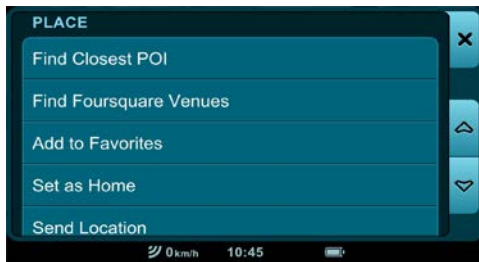 PLACE
Find Closest POI
Find Foursquare Venues
Add to Favorites
Set as Home
Send Location
0 km/h 10:45